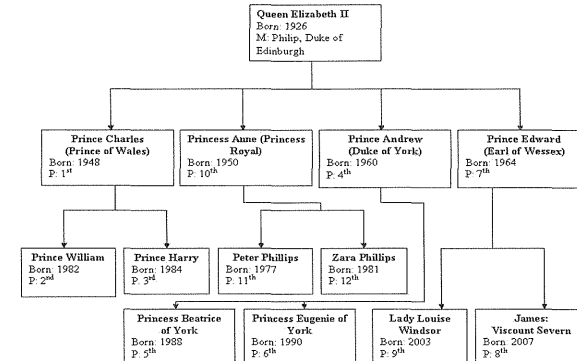 Queen Elizabeth II
Born: 1926
M: Philip, Duke of
Edinburgh
Prince Charles
(Prince of Wales)
Born: 1948
P: 1st
Princess Anne (Princess
Royal)
Born: 1950
P: 10th
Prince Andrew
(Duke of York)
Born: 1960
P: 4th
Prince Edward
(Earl of Wessex)
Born: 1964
P: 7th
Prince William
Born: 1982
P: 2nd
Prince Harry
Born: 1984
P: 3rd
Peter Phillips
Born: 1977
P: 11th
Zara Phillips
Born: 1981
P: 12th
Princess Beatrice
of York
Born: 1988
P: 5th
Princess Eugenie of
York
Born: 1990
P: 6th
Lady Louise
Windsor
Born: 2003
P: 9th
James:
Viscount Severn
Born: 2007
P: 8th